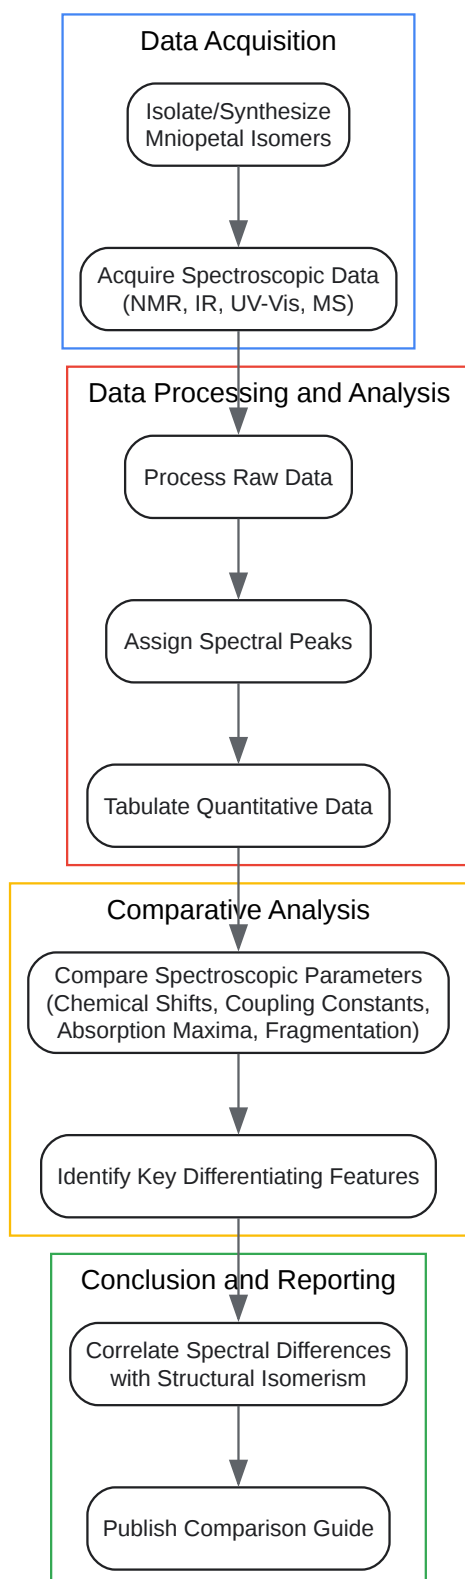 Data Acquisition
Isolate/Synthesize
Mniopetal Isomers
Acquire Spectroscopic Data
(NMR, IR, UV-Vis, MS)
Data Processing and Analysis
Process Raw Data
Assign Spectral Peaks
Tabulate Quantitative Data
Comparative Analysis
Compare Spectroscopic Parameters
(Chemical Shifts, Coupling Constants,
Absorption Maxima, Fragmentation)
Identify Key Differentiating Features
Conclusion and Reporting
Correlate Spectral Differences
with Structural Isomerism
Publish Comparison Guide